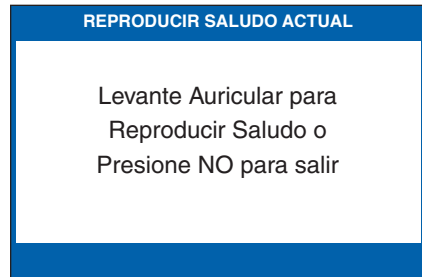 REPRODUCIR SALUDO ACTUAL
Levante Auricular para
Reproducir Saludo o
Presione NO para salir